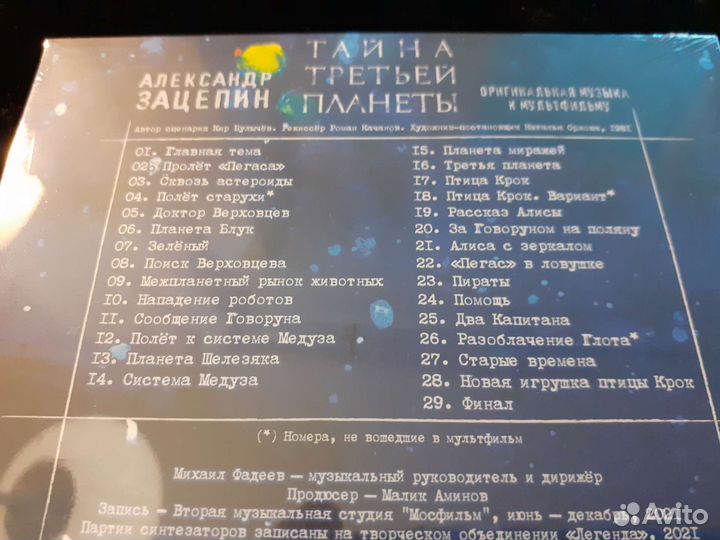 АЛЕКСАНДР
ЗАЦЕПИН
ТАЙНА
ТРЕТЬЕЙ
ПЛАНЕТЫ
ОРИГИНАЛЬНАЯ МУЗЫКА
К МУЛЬТФИЛЬМУ
Автор сценария Кир Булычёв. Режиссёр Роман Качанов. Художник-постановщик Наталья Орлова, 1981
01. Главная тема
02. Пролёт «Пегаса»
03. Сквозь астероиды
04. Полёт старухи*
05. Доктор Верховцев
06. Планета Блук
07. Зелёный
08. Поиск Верховцева
09. Межпланетный рынок животных
10. Нападение роботов
11. Сообщение Говоруна
12. Полёт к системе Медуза
13. Планета Шелезяка
14. Система Медуза
15. Планета миражей
16. Третья планета
17. Птица Крок
18. Птица Крок. Вариант*
19. Рассказ Алисы
20. За Говоруном на поляну
21. Алиса с зеркалом
22. «Пегас» в ловушке
23. Пираты
24. Помощь
25. Два Капитана
26. Разоблачение Глота*
27. Старые времена
28. Новая игрушка птицы Крок
29. Финал
(*) Номера, не вошедшие в мультфильм
Михаил Фадеев — музыкальный руководитель и дирижёр
Продюсер — Малик Аминов
Запись — Вторая музыкальная студия "Мосфильм", июнь — декабрь, 2021
Партии синтезаторов записаны на творческом объединении «Легенда», 2021
Avito